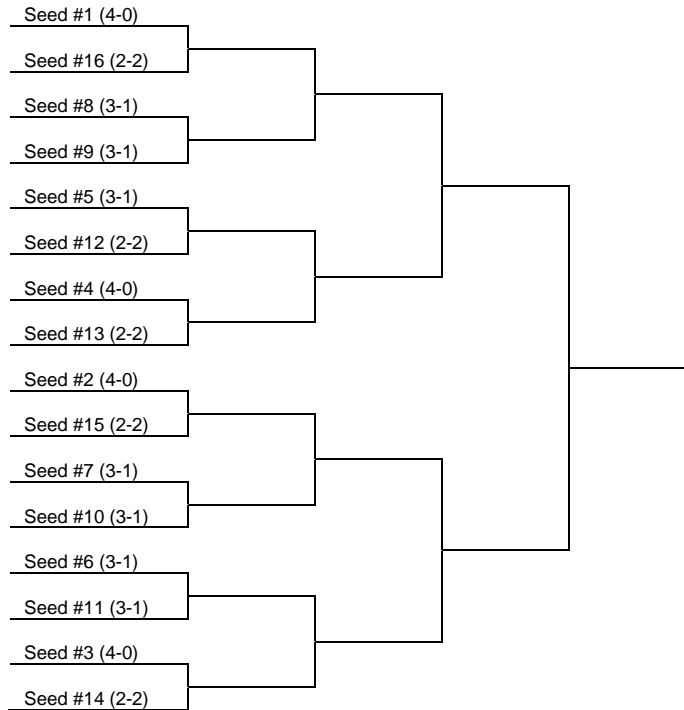 Seed #1 (4-0)
Seed #16 (2-2)
Seed #8 (3-1)
Seed #9 (3-1)
Seed #5 (3-1)
Seed #12 (2-2)
Seed #4 (4-0)
Seed #13 (2-2)
Seed #2 (4-0)
Seed #15 (2-2)
Seed #7 (3-1)
Seed #10 (3-1)
Seed #6 (3-1)
Seed #11 (3-1)
Seed #3 (4-0)
Seed #14 (2-2)